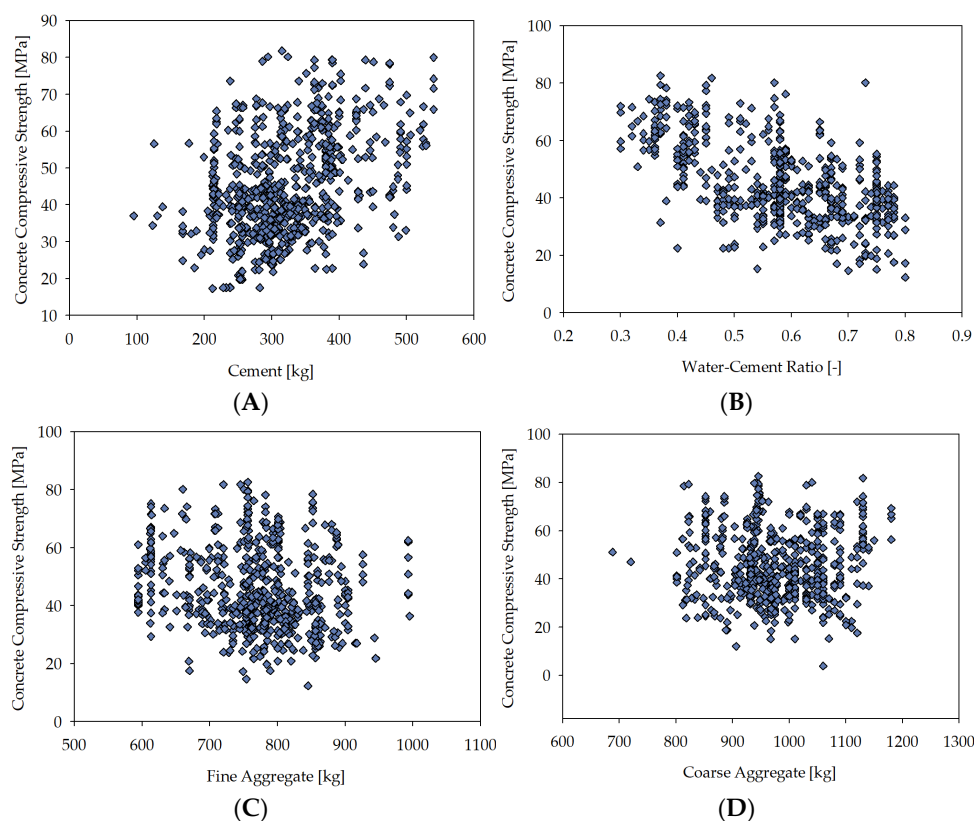 Concrete Compressive Strength [MPa]
90
80
70
60
50
40
30
20
10
0 100 200 300 400 500 600
Cement [kg]
(A)
Concrete Compressive Strength [MPa]
100
80
60
40
20
0
0.2 0.3 0.4 0.5 0.6 0.7 0.8 0.9
Water-Cement Ratio [-]
(B)
Concrete Compressive Strength [MPa]
100
80
60
40
20
0
500 600 700 800 900 1000 1100
Fine Aggregate [kg]
(C)
Concrete Compressive Strength [MPa]
100
80
60
40
20
0
600 700 800 900 1000 1100 1200 1300
Coarse Aggregate [kg]
(D)